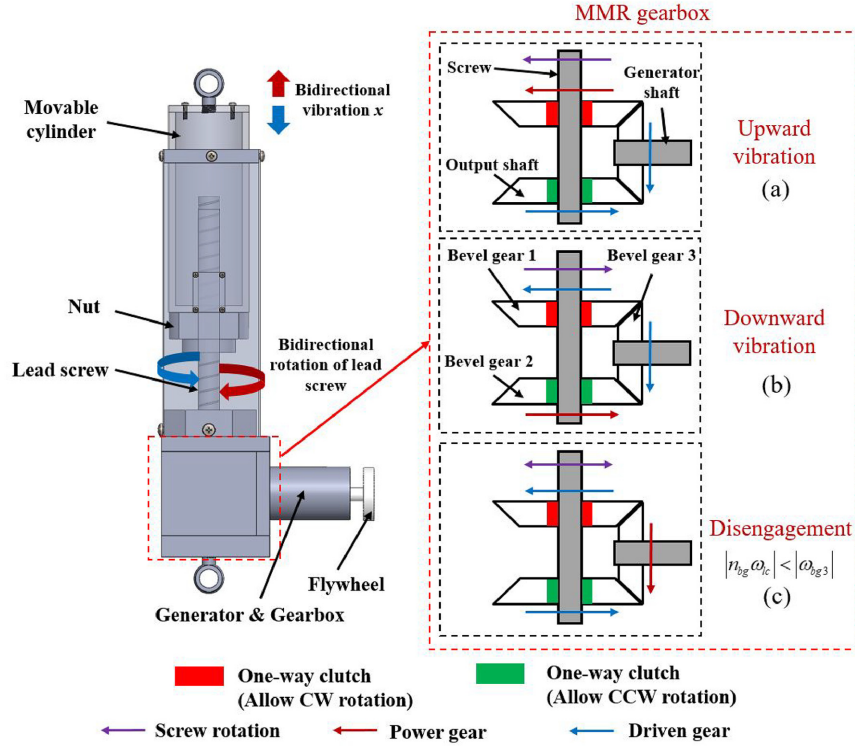 MMR gearbox
Movable
cylinder
Bidirectional
vibration x
Nut
Lead screw
Bidirectional
rotation of lead
screw
Flywheel
Generator & Gearbox
Screw
Generator
shaft
Output shaft
Upward
vibration
(a)
Bevel gear 1
Bevel gear 3
Bevel gear 2
Downward
vibration
(b)
Disengagement
|n_bg ω_lc| < |ω_bg3|
(c)
One-way clutch
(Allow CW rotation)
One-way clutch
(Allow CCW rotation)
Screw rotation
Power gear
Driven gear